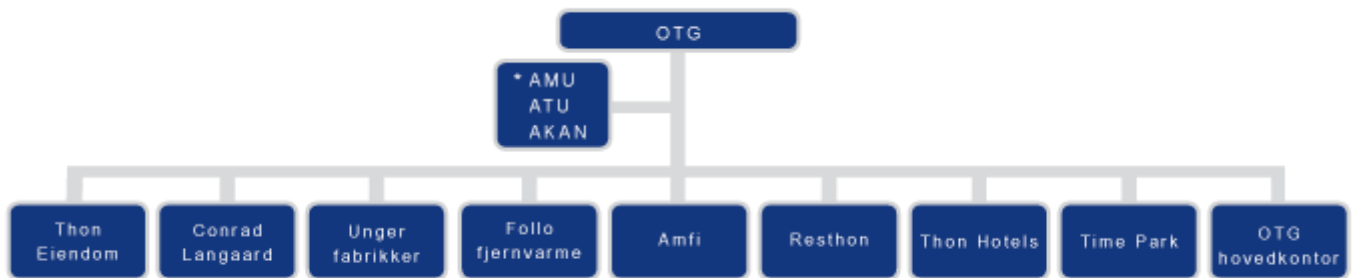 OTG
* AMU
ATU
AKAN
Thon
Eiendom
Conrad
Langaard
Unger
fabrikker
Follo
fjernvarme
Amfi
Resthon
Thon Hotels
Time Park
OTG
hovedkontor